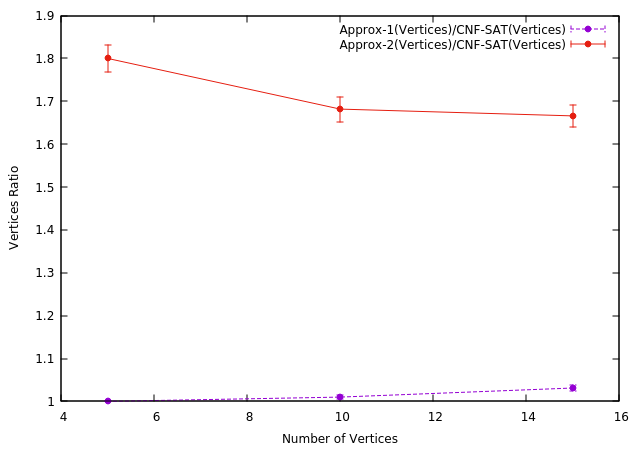 1.9
1.8
1.7
1.6
1.5
1.4
1.3
1.2
1.1
1
4 6 8 10 12 14 16
Vertices Ratio
Number of Vertices
Approx-1(Vertices)/CNF-SAT(Vertices)
Approx-2(Vertices)/CNF-SAT(Vertices)